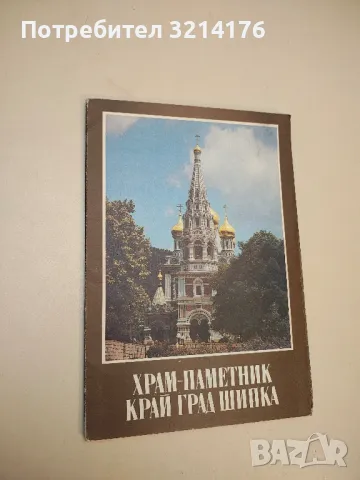 Потребител 3214176
ХРАМ-ПАМЕТНИК
КРАЙ ГРАД ШИПКА
BAZAR